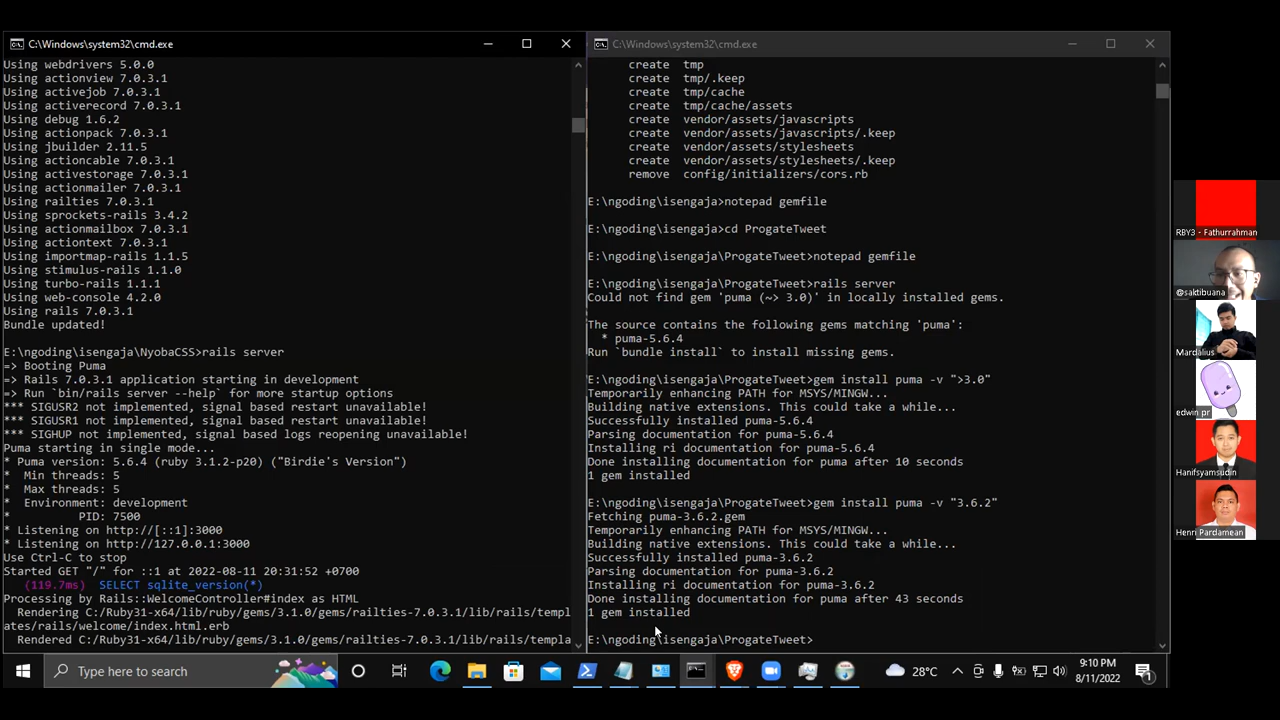 C:\Windows\system32\cmd.exe
Using webdrivers 5.0.0
Using actionview 7.0.3.1
Using activejob 7.0.3.1
Using activerecord 7.0.3.1
Using debug 1.6.2
Using actionpack 7.0.3.1
Using jbuilder 2.11.5
Using actioncable 7.0.3.1
Using activestorage 7.0.3.1
Using actionmailer 7.0.3.1
Using railties 7.0.3.1
Using sprockets-rails 3.4.2
Using actionmailbox 7.0.3.1
Using actiontext 7.0.3.1
Using importmap-rails 1.1.5
Using stimulus-rails 1.1.0
Using turbo-rails 1.1.1
Using web-console 4.2.0
Using rails 7.0.3.1
Bundle updated!
E:\ngoding\isengaja\NyobaCSS>rails server
=> Booting Puma
=> Rails 7.0.3.1 application starting in development
=> Run `bin/rails server --help` for more startup options
*** SIGUSR2 not implemented, signal based restart unavailable!
*** SIGUSR1 not implemented, signal based restart unavailable!
*** SIGHUP not implemented, signal based logs reopening unavailable!
Puma starting in single mode...
* Puma version: 5.6.4 (ruby 3.1.2-p20) ("Birdie's Version")
*  Min threads: 5
*  Max threads: 5
*  Environment: development
*          PID: 7500
* Listening on http://[::1]:3000
* Listening on http://127.0.0.1:3000
Use Ctrl-C to stop
Started GET "/" for ::1 at 2022-08-11 20:31:52 +0700
(119.7ms)  SELECT sqlite_version(*)
Processing by Rails::WelcomeController#index as HTML
Rendering C:/Ruby31-x64/lib/ruby/gems/3.1.0/gems/railties-7.0.3.1/lib/rails/templ
ates/rails/welcome/index.html.erb
Rendered C:/Ruby31-x64/lib/ruby/gems/3.1.0/gems/railties-7.0.3.1/lib/rails/templa
C:\Windows\system32\cmd.exe
create  tmp
create  tmp/.keep
create  tmp/cache
create  tmp/cache/assets
create  vendor/assets/javascripts
create  vendor/assets/javascripts/.keep
create  vendor/assets/stylesheets
create  vendor/assets/stylesheets/.keep
remove  config/initializers/cors.rb
E:\ngoding\isengaja>notepad gemfile
E:\ngoding\isengaja>cd ProgateTweet
E:\ngoding\isengaja\ProgateTweet>notepad gemfile
E:\ngoding\isengaja\ProgateTweet>rails server
Could not find gem 'puma (~> 3.0)' in locally installed gems.
The source contains the following gems matching 'puma':
* puma-5.6.4
Run `bundle install` to install missing gems.
E:\ngoding\isengaja\ProgateTweet>gem install puma -v ">3.0"
Temporarily enhancing PATH for MSYS/MINGW...
Building native extensions. This could take a while...
Successfully installed puma-5.6.4
Parsing documentation for puma-5.6.4
Installing ri documentation for puma-5.6.4
Done installing documentation for puma after 10 seconds
1 gem installed
E:\ngoding\isengaja\ProgateTweet>gem install puma -v "3.6.2"
Fetching puma-3.6.2.gem
Temporarily enhancing PATH for MSYS/MINGW...
Building native extensions. This could take a while...
Successfully installed puma-3.6.2
Parsing documentation for puma-3.6.2
Installing ri documentation for puma-3.6.2
Done installing documentation for puma after 43 seconds
1 gem installed
E:\ngoding\isengaja\ProgateTweet>
RBY3 - Fathurrahman
@saktibuana
Mardalius
edwin pr
Hanifsyamsudin
Henri Pardamean
Type here to search
28°C
9:10 PM
8/11/2022
1